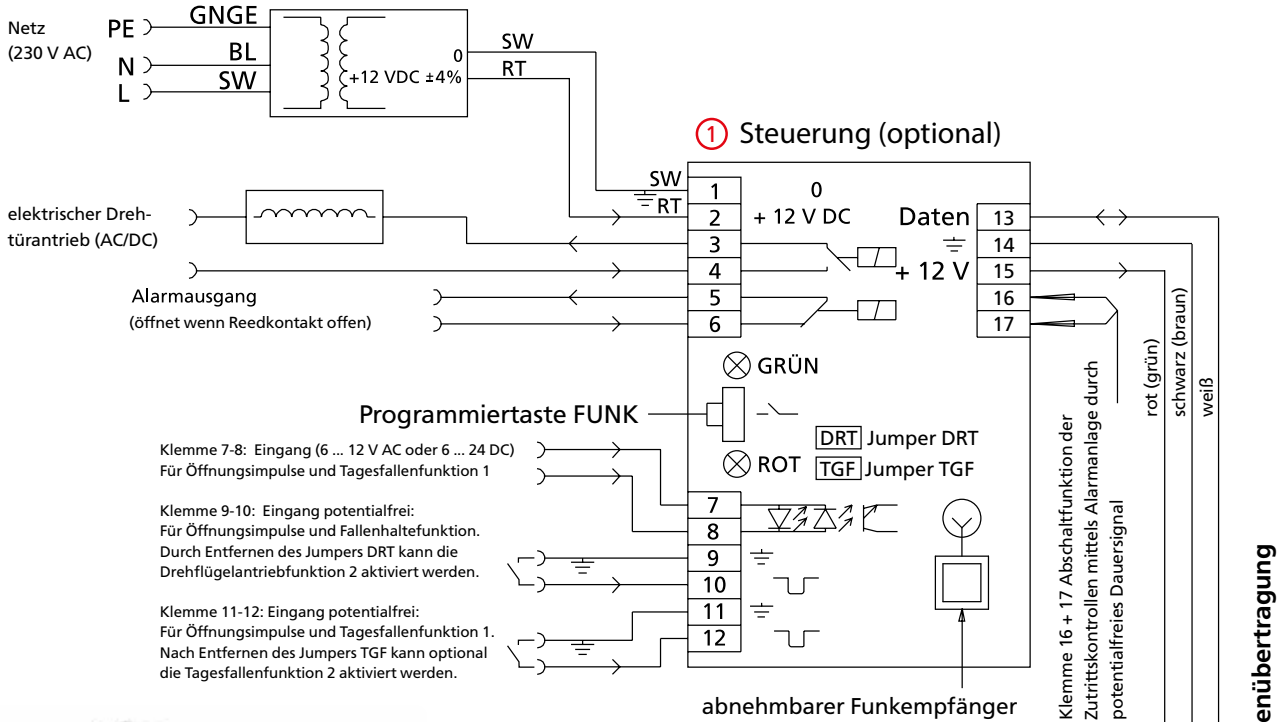 Netz
(230 V AC)
PE
GNGE
N
BL
L
SW
0
+12 VDC ±4%
SW
RT
1 Steuerung (optional)
SW
RT
1
0
2
+ 12 V DC
3
4
5
6
Daten
13
14
+ 12 V
15
16
17
elektrischer Dreh-
türantrieb (AC/DC)
Alarmausgang
(öffnet wenn Reedkontakt offen)
GRÜN
Programmiertaste FUNK
ROT
DRT Jumper DRT
TGF Jumper TGF
Klemme 7-8: Eingang (6 ... 12 V AC oder 6 ... 24 DC)
Für Öffnungsimpulse und Tagesfallenfunktion 1
Klemme 9-10: Eingang potentialfrei:
Für Öffnungsimpulse und Fallenhaltefunktion.
Durch Entfernen des Jumpers DRT kann die
Drehflügelantriebfunktion 2 aktiviert werden.
Klemme 11-12: Eingang potentialfrei:
Für Öffnungsimpulse und Tagesfallenfunktion 1.
Nach Entfernen des Jumpers TGF kann optional
die Tagesfallenfunktion 2 aktiviert werden.
7
8
9
10
11
12
abnehmbarer Funkempfänger
Klemme 16 + 17 Abschaltfunktion der
Zutrittskontrollen mittels Alarmanlage durch
potentialfreies Dauersignal
rot (grün)
schwarz (braun)
weiß
enübertragung